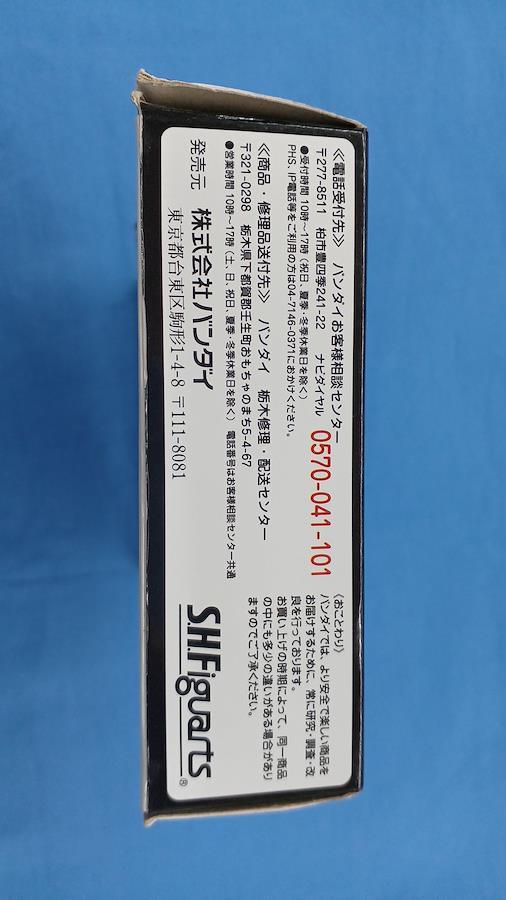 ≪電話受付先≫ バンダイお客様相談センター
〒277-8511 柏市豊四季241-22 ナビダイヤル 0570-041-101
●受付時間 10時～17時(祝日、夏季・冬季休業日を除く)
PHS、IP電話等をご利用の方は04-7146-0371におかけください。
≪商品・修理品送付先≫ バンダイ 栃木修理・配送センター
〒321-0298 栃木県下都賀郡壬生町おもちゃのまち5-4-67
●営業時間 10時～17時(土、日、祝日、夏季・冬季休業日を除く) 電話番号はお客様相談センター共通
発売元 株式会社バンダイ
東京都台東区駒形1-4-8 〒111-8081
〈おことわり〉
バンダイでは、より安全で楽しい商品を
お届けするために、常に研究・調査・改
良を行っております。
お買い上げの時期によって、同一商品
の中にも多少の違いがある場合があり
ますのでご了承ください。
S.H.Figuarts®